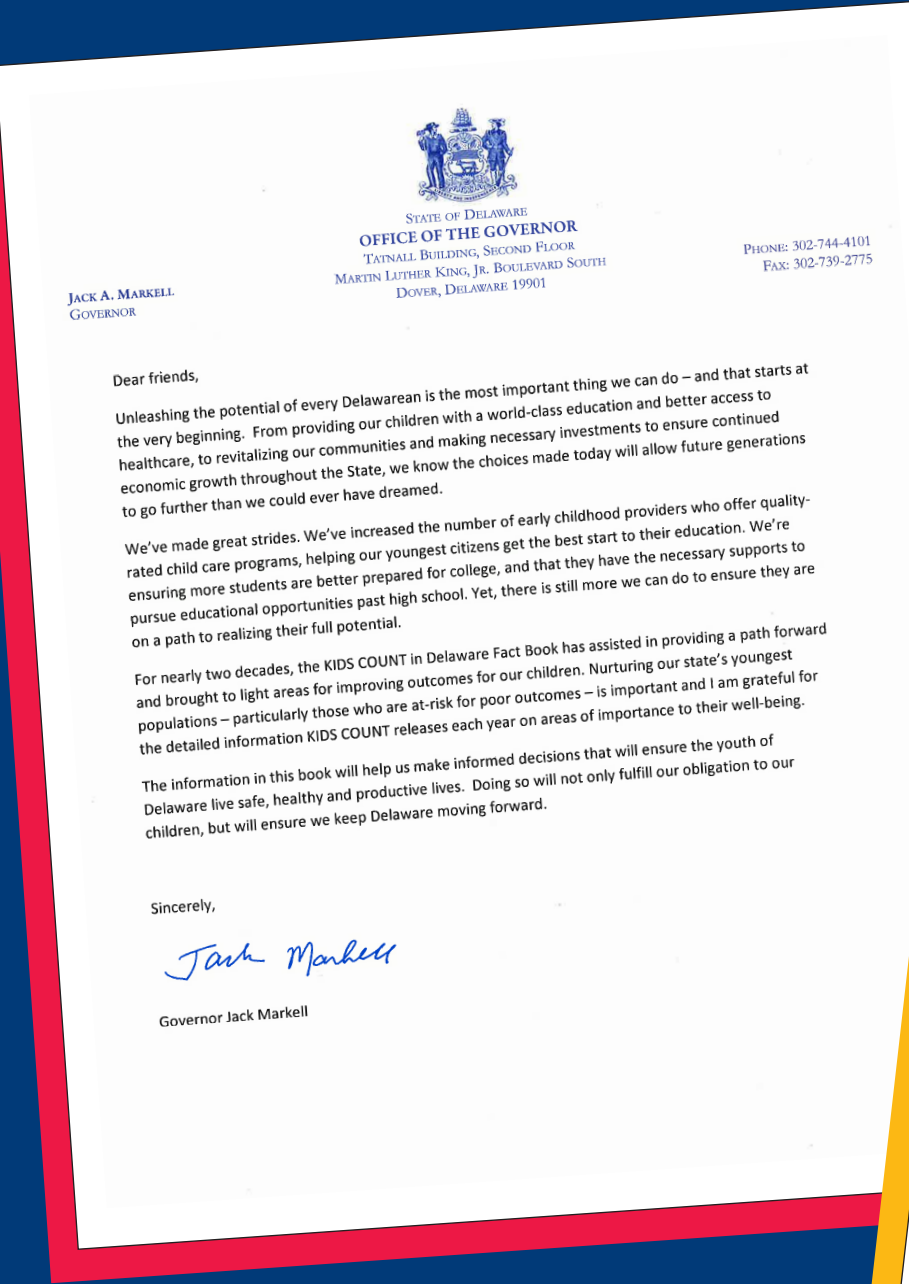 STATE OF DELAWARE
OFFICE OF THE GOVERNOR
TATNALL BUILDING, SECOND FLOOR
MARTIN LUTHER KING, JR. BOULEVARD SOUTH
DOVER, DELAWARE 19901
PHONE: 302-744-4101
FAX: 302-739-2775
JACK A. MARKELL
GOVERNOR
Dear friends,
Unleashing the potential of every Delawarean is the most important thing we can do – and that starts at
the very beginning.  From providing our children with a world-class education and better access to
healthcare, to revitalizing our communities and making necessary investments to ensure continued
economic growth throughout the State, we know the choices made today will allow future generations
to go further than we could ever have dreamed.
We've made great strides. We've increased the number of early childhood providers who offer quality-
rated child care programs, helping our youngest citizens get the best start to their education. We're
ensuring more students are better prepared for college, and that they have the necessary supports to
pursue educational opportunities past high school. Yet, there is still more we can do to ensure they are
on a path to realizing their full potential.
For nearly two decades, the KIDS COUNT in Delaware Fact Book has assisted in providing a path forward
and brought to light areas for improving outcomes for our children. Nurturing our state's youngest
populations – particularly those who are at-risk for poor outcomes – is important and I am grateful for
the detailed information KIDS COUNT releases each year on areas of importance to their well-being.
The information in this book will help us make informed decisions that will ensure the youth of
Delaware live safe, healthy and productive lives.  Doing so will not only fulfill our obligation to our
children, but will ensure we keep Delaware moving forward.
Sincerely,
Jack Markell
Governor Jack Markell